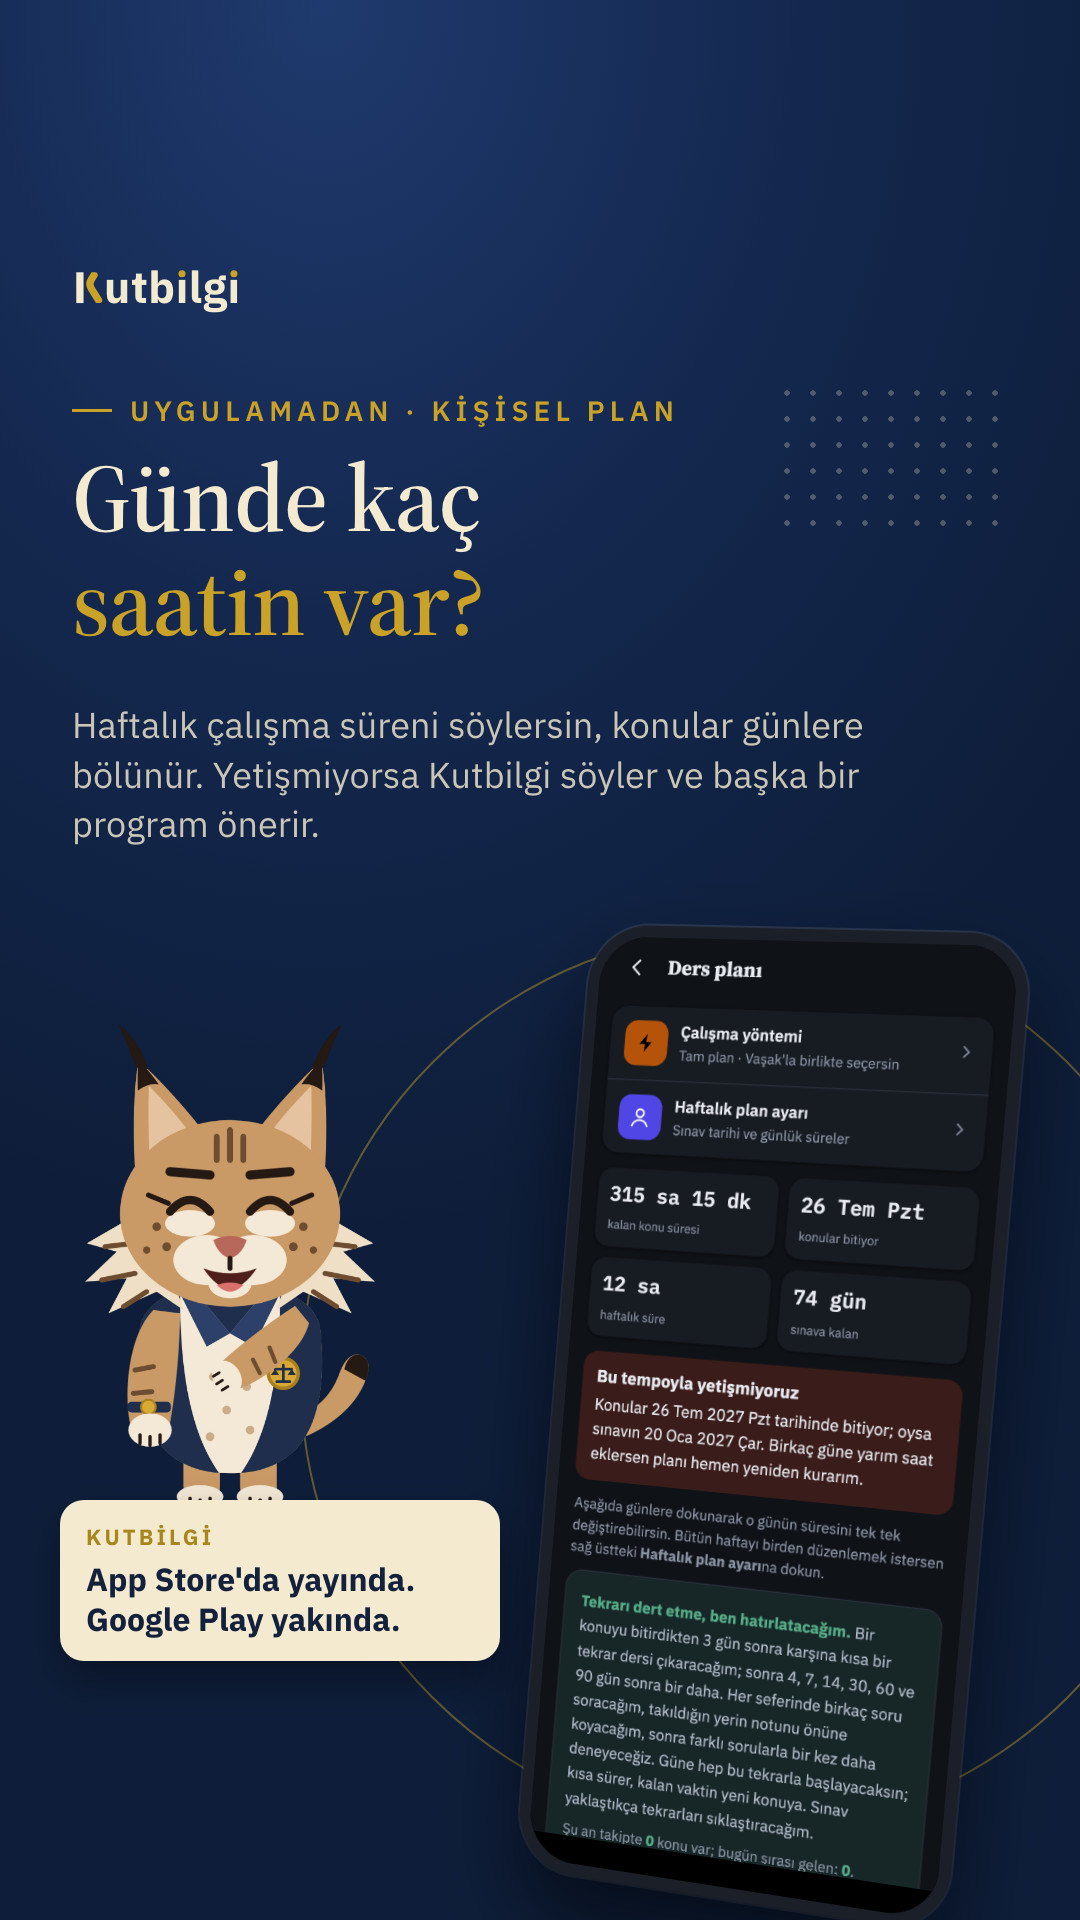 Kutbilgi
UYGULAMADAN · KİŞİSEL PLAN
Günde kaç
saatin var?
Haftalık çalışma süreni söylersin, konular günlere
bölünür. Yetişmiyorsa Kutbilgi söyler ve başka bir
program önerir.
Ders planı
Çalışma yöntemi
Tam plan · Vaşak'la birlikte seçersin
Haftalık plan ayarı
Sınav tarihi ve günlük süreler
315 sa 15 dk
kalan konu süresi
26 Tem Pzt
konular bitiyor
12 sa
haftalık süre
74 gün
sınava kalan
Bu tempoyla yetişmiyoruz
Konular 26 Tem 2027 Pzt tarihinde bitiyor; oysa
sınavın 20 Oca 2027 Çar. Birkaç güne yarım saat
eklersen planı hemen yeniden kurarım.
Aşağıda günlere dokunarak o günün süresini tek tek
değiştirebilirsin. Bütün haftayı birden düzenlemek istersen
sağ üstteki Haftalık plan ayarına dokun.
Tekrarı dert etme, ben hatırlatacağım. Bir
konuyu bitirdikten 3 gün sonra karşına kısa bir
tekrar dersi çıkaracağım; sonra 4, 7, 14, 30, 60 ve
90 gün sonra bir daha. Her seferinde birkaç soru
soracağım, takıldığın yerin notunu önüne
koyacağım, sonra farklı sorularla bir kez daha
deneyeceğiz. Güne hep bu tekrarla başlayacaksın;
kısa sürer, kalan vaktin yeni konuya. Sınav
yaklaştıkça tekrarları sıklaştıracağım.
Şu an takipte 0 konu var; bugün sırası gelen: 0.
KUTBİLGİ
App Store'da yayında.
Google Play yakında.